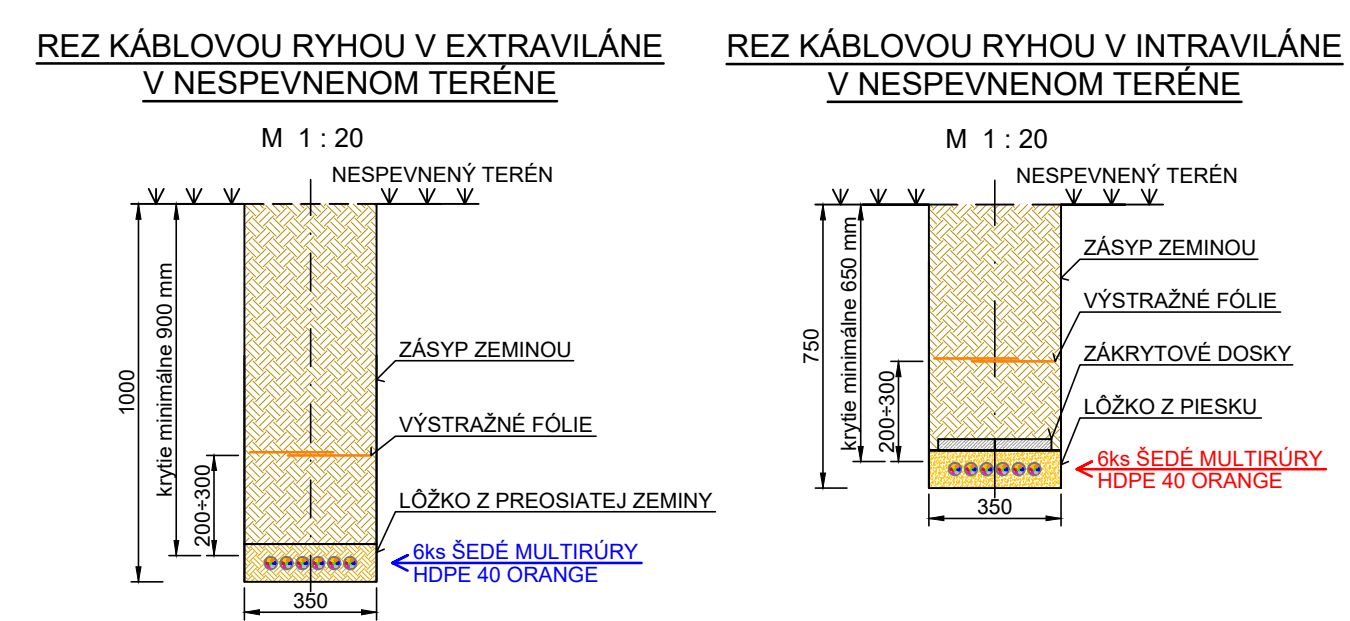 REZ KÁBLOVOU RYHOU V EXTRAVILÁNE
V NESPEVNENOM TERÉNE
M 1 : 20
NESPEVNENÝ TERÉN
1000
krytie minimálne 900 mm
200÷300
ZÁSYP ZEMINOU
VÝSTRAŽNÉ FÓLIE
LÔŽKO Z PREOSIATEJ ZEMINY
6ks ŠEDÉ MULTIRÚRY
HDPE 40 ORANGE
350
REZ KÁBLOVOU RYHOU V INTRAVILÁNE
V NESPEVNENOM TERÉNE
M 1 : 20
NESPEVNENÝ TERÉN
750
krytie minimálne 650 mm
200÷300
ZÁSYP ZEMINOU
VÝSTRAŽNÉ FÓLIE
ZÁKRYTOVÉ DOSKY
LÔŽKO Z PIESKU
6ks ŠEDÉ MULTIRÚRY
HDPE 40 ORANGE
350